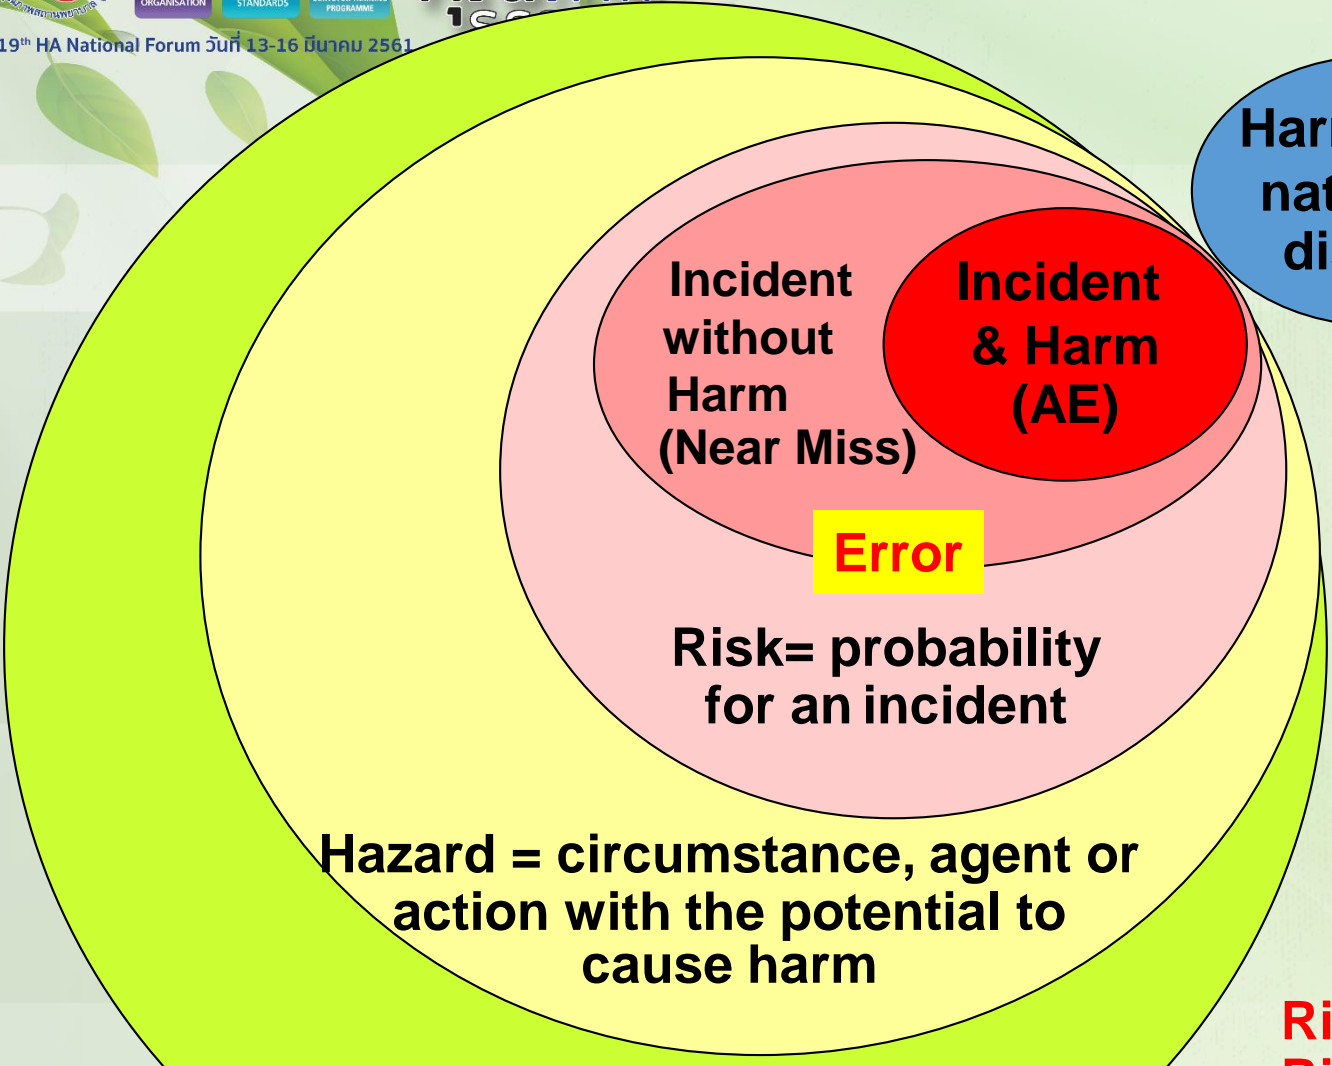 ORGANISATION
STANDARDS
PROGRAMME
19th HA National Forum วันที่ 13-16 มีนาคม 2561
Incident
without
Harm
(Near Miss)
Incident
& Harm
(AE)
Error
Risk= probability
for an incident
Hazard = circumstance, agent or
action with the potential to
cause harm